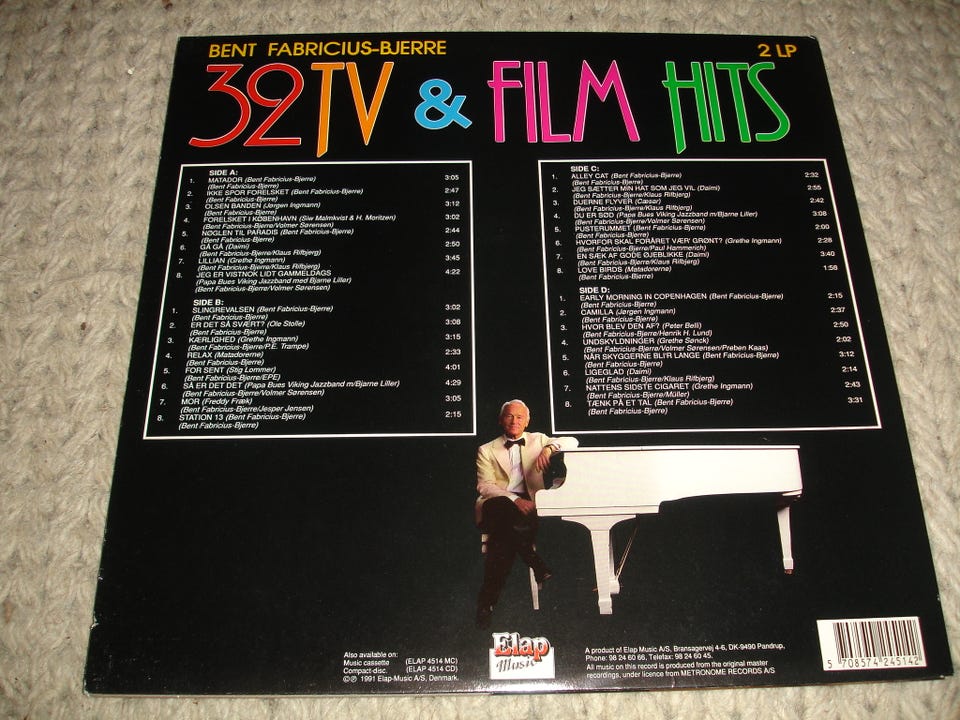 BENT FABRICIUS-BJERRE
2 LP
32 TV & FILM HITS
SIDE A:
1. MATADOR (Bent Fabricius-Bjerre) 3:05
(Bent Fabricius-Bjerre)
2. IKKE SPOR FORELSKET (Bent Fabricius-Bjerre) 2:47
(Bent Fabricius-Bjerre)
3. OLSEN BANDEN (Jørgen Ingmann) 3:12
(Bent Fabricius-Bjerre)
4. FORELSKET I KØBENHAVN (Siw Malmkvist & H. Moritzen) 3:02
(Bent Fabricius-Bjerre/Volmer Sørensen)
5. NØGLEN TIL PARADIS (Bent Fabricius-Bjerre) 2:44
(Bent Fabricius-Bjerre)
6. GÅ GÅ (Daimi) 2:50
(Bent Fabricius-Bjerre/Klaus Rifbjerg)
7. LILLIAN (Grethe Ingmann) 3:45
(Bent Fabricius-Bjerre/Klaus Rifbjerg)
8. JEG ER VISTNOK LIDT GAMMELDAGS 4:22
(Papa Bues Viking Jazzband med Bjarne Liller)
(Bent Fabricius-Bjerre/Volmer Sørensen)
SIDE B:
1. SLINGREVALSEN (Bent Fabricius-Bjerre) 3:02
(Bent Fabricius-Bjerre)
2. ER DET SÅ SVÆRT? (Ole Stolle) 3:08
(Bent Fabricius-Bjerre)
3. KÆRLIGHED (Grethe Ingmann) 3:15
(Bent Fabricius-Bjerre/P.E. Trampe)
4. RELAX (Matadorerne) 2:33
(Bent Fabricius-Bjerre)
5. FOR SENT (Stig Lommer) 4:01
(Bent Fabricius-Bjerre/EPE)
6. SÅ ER DET DET (Papa Bues Viking Jazzband m/Bjarne Liller) 4:29
(Bent Fabricius-Bjerre/Volmer Sørensen)
7. MOR (Freddy Fræk) 3:05
(Bent Fabricius-Bjerre/Jesper Jensen)
8. STATION 13 (Bent Fabricius-Bjerre) 2:15
(Bent Fabricius-Bjerre)
SIDE C:
1. ALLEY CAT (Bent Fabricius-Bjerre) 2:32
(Bent Fabricius-Bjerre)
2. JEG SÆTTER MIN HAT SOM JEG VIL (Daimi) 2:55
(Bent Fabricius-Bjerre/Klaus Rifbjerg)
3. DUERNE FLYVER (Cæsar) 2:42
(Bent Fabricius-Bjerre/Klaus Rifbjerg)
4. DU ER SØD (Papa Bues Viking Jazzband m/Bjarne Liller) 3:08
(Bent Fabricius-Bjerre/Volmer Sørensen)
5. PUSTERUMMET (Bent Fabricius-Bjerre) 2:00
(Bent Fabricius-Bjerre/Paul Hammerich)
6. HVORFOR SKAL FORÅRET VÆR' GRØNT? (Grethe Ingmann) 2:28
(Bent Fabricius-Bjerre/Klaus Rifbjerg)
7. EN SÆK AF GODE ØJEBLIKKE (Daimi) 3:40
(Bent Fabricius-Bjerre/Klaus Rifbjerg)
8. LOVE BIRDS (Matadorerne) 1:58
(Bent Fabricius-Bjerre)
SIDE D:
1. EARLY MORNING IN COPENHAGEN (Bent Fabricius-Bjerre) 2:15
(Bent Fabricius-Bjerre)
2. CAMILLA (Jørgen Ingmann) 2:37
(Bent Fabricius-Bjerre)
3. HVOR BLEV DEN AF? (Peter Belli) 2:50
(Bent Fabricius-Bjerre/Henrik H. Lund)
4. UNDSKYLDNINGER (Grethe Sønck) 2:02
(Bent Fabricius-Bjerre/Volmer Sørensen/Preben Kaas)
5. NÅR SKYGGERNE BLI'R LANGE (Bent Fabricius-Bjerre) 3:12
(Bent Fabricius-Bjerre)
6. LIGEGLAD (Daimi) 2:14
(Bent Fabricius-Bjerre/Klaus Rifbjerg)
7. NATTENS SIDSTE CIGARET (Grethe Ingmann) 2:43
(Bent Fabricius-Bjerre/Müller)
8. TÆNK PÅ ET TAL (Bent Fabricius-Bjerre) 3:31
(Bent Fabricius-Bjerre)
Also available on:
Music cassette (ELAP 4514 MC)
Compact-disc. (ELAP 4514 CD)
©℗ 1991 Elap-Music A/S, Denmark.
Elap
Music
A product of Elap Music A/S, Bransagervej 4-6, DK-9490 Pandrup,
Phone: 98 24 60 66, Telefax: 98 24 60 45.
All music on this record is produced from the original master
recordings, under licence from METRONOME RECORDS A/S
5 708574 245142